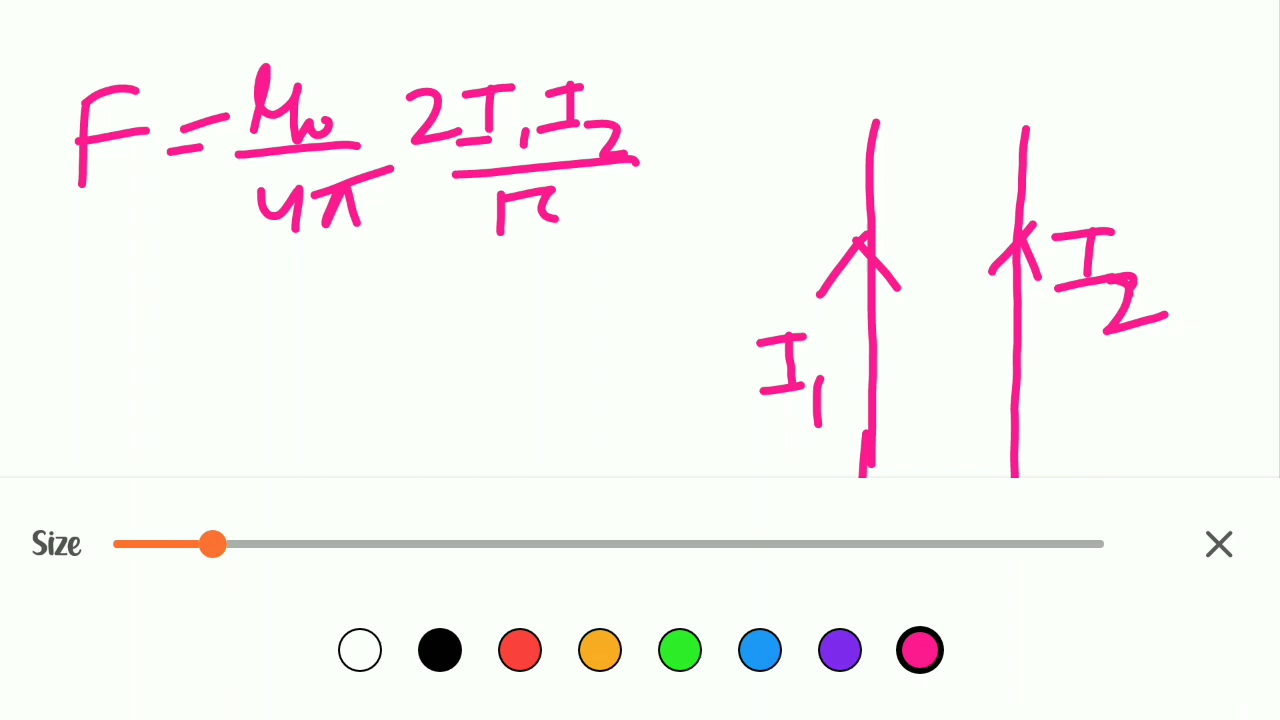 F = μ₀/4π 2I₁I₂/r
I₂
I₁
Size